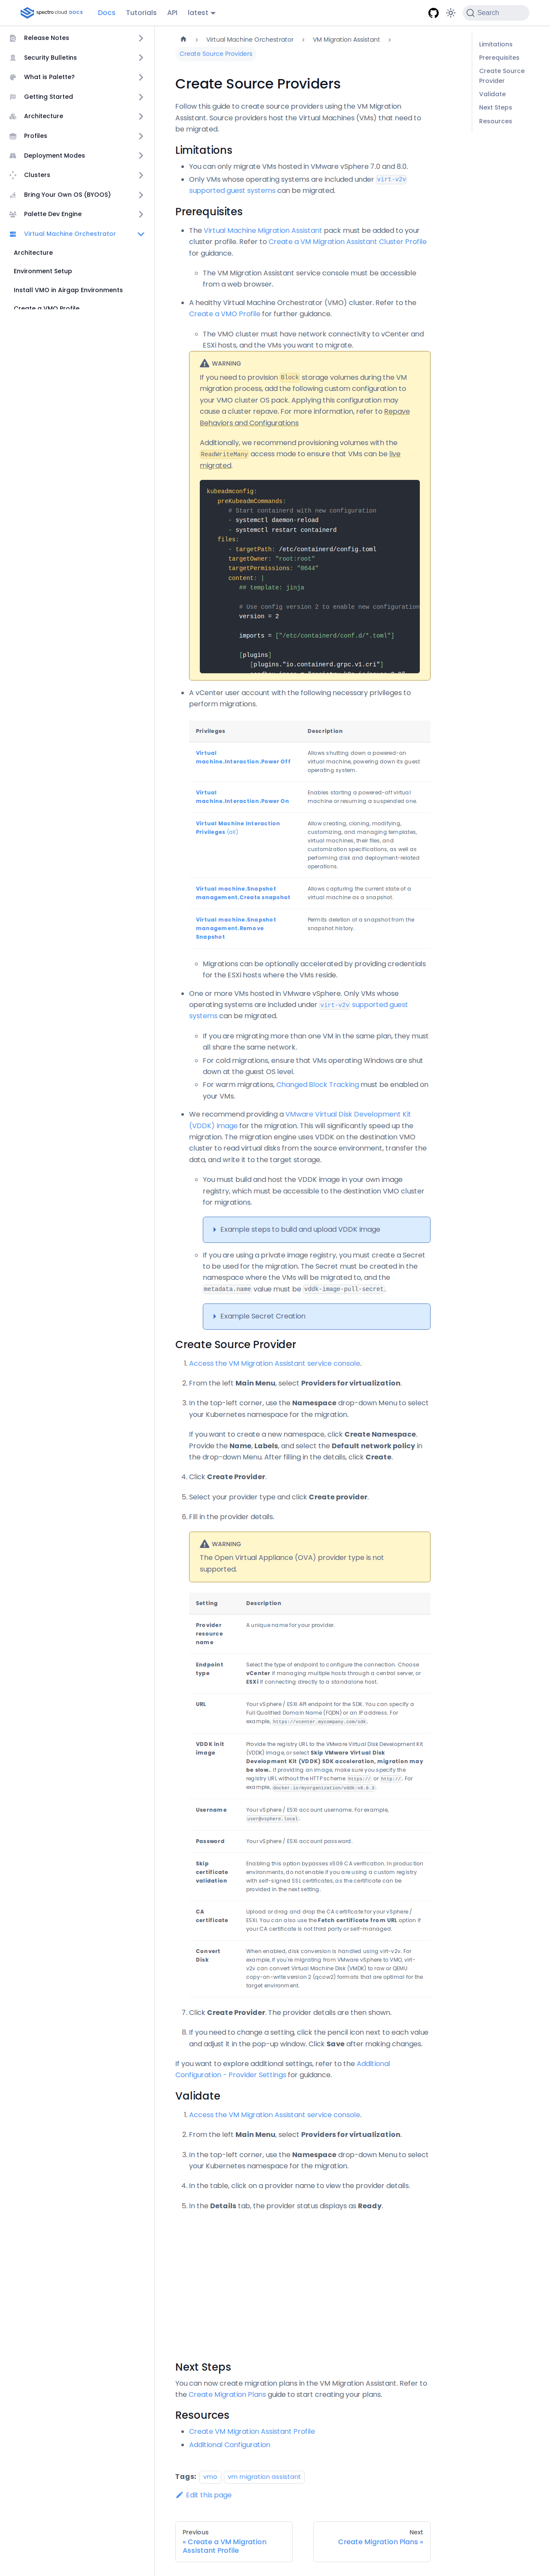 spectro cloud DOCS
Docs
Tutorials
API
latest
Search
Release Notes
Security Bulletins
What is Palette?
Getting Started
Architecture
Profiles
Deployment Modes
Clusters
Bring Your Own OS (BYOOS)
Palette Dev Engine
Virtual Machine Orchestrator
Architecture
Environment Setup
Install VMO in Airgap Environments
Create a VMO Profile
Virtual Machine Orchestrator
VM Migration Assistant
Create Source Providers
Limitations
Prerequisites
Create Source
Provider
Validate
Next Steps
Resources
Create Source Providers
Follow this guide to create source providers using the VM Migration
Assistant. Source providers host the Virtual Machines (VMs) that need to
be migrated.
Limitations
You can only migrate VMs hosted in VMware vSphere 7.0 and 8.0.
Only VMs whose operating systems are included under virt-v2v
supported guest systems can be migrated.
Prerequisites
The Virtual Machine Migration Assistant pack must be added to your
cluster profile. Refer to Create a VM Migration Assistant Cluster Profile
for guidance.
The VM Migration Assistant service console must be accessible
from a web browser.
A healthy Virtual Machine Orchestrator (VMO) cluster. Refer to the
Create a VMO Profile for further guidance.
The VMO cluster must have network connectivity to vCenter and
ESXi hosts, and the VMs you want to migrate.
WARNING
If you need to provision Block storage volumes during the VM
migration process, add the following custom configuration to
your VMO cluster OS pack. Applying this configuration may
cause a cluster repave. For more information, refer to Repave
Behaviors and Configurations
Additionally, we recommend provisioning volumes with the
ReadWriteMany access mode to ensure that VMs can be live
migrated.
kubeadmconfig:
preKubeadmCommands:
# Start containerd with new configuration
- systemctl daemon-reload
- systemctl restart containerd
files:
- targetPath: /etc/containerd/config.toml
targetOwner: "root:root"
targetPermissions: "0644"
content: |
## template: jinja
# Use config version 2 to enable new configuration
version = 2
imports = ["/etc/containerd/conf.d/*.toml"]
[plugins]
[plugins."io.containerd.grpc.v1.cri"]
A vCenter user account with the following necessary privileges to
perform migrations.
Privileges
Description
Virtual
machine.Interaction.Power Off
Allows shutting down a powered-on
virtual machine, powering down its guest
operating system.
Virtual
machine.Interaction.Power On
Enables starting a powered-off virtual
machine or resuming a suspended one.
Virtual Machine Interaction
Privileges (all)
Allow creating, cloning, modifying,
customizing, and managing templates,
virtual machines, their files, and
customization specifications, as well as
performing disk and deployment-related
operations.
Virtual machine.Snapshot
management.Create snapshot
Allows capturing the current state of a
virtual machine as a snapshot.
Virtual machine.Snapshot
management.Remove
Snapshot
Permits deletion of a snapshot from the
snapshot history.
Migrations can be optionally accelerated by providing credentials
for the ESXi hosts where the VMs reside.
One or more VMs hosted in VMware vSphere. Only VMs whose
operating systems are included under virt-v2v supported guest
systems can be migrated.
If you are migrating more than one VM in the same plan, they must
all share the same network.
For cold migrations, ensure that VMs operating Windows are shut
down at the guest OS level.
For warm migrations, Changed Block Tracking must be enabled on
your VMs.
We recommend providing a VMware Virtual Disk Development Kit
(VDDK) image for the migration. This will significantly speed up the
migration. The migration engine uses VDDK on the destination VMO
cluster to read virtual disks from the source environment, transfer the
data, and write it to the target storage.
You must build and host the VDDK image in your own image
registry, which must be accessible to the destination VMO cluster
for migrations.
Example steps to build and upload VDDK image
If you are using a private image registry, you must create a Secret
to be used for the migration. The Secret must be created in the
namespace where the VMs will be migrated to, and the
metadata.name value must be vddk-image-pull-secret.
Example Secret Creation
Create Source Provider
1. Access the VM Migration Assistant service console.
2. From the left Main Menu, select Providers for virtualization.
3. In the top-left corner, use the Namespace drop-down Menu to select
your Kubernetes namespace for the migration.
If you want to create a new namespace, click Create Namespace.
Provide the Name, Labels, and select the Default network policy in
the drop-down Menu. After filling in the details, click Create.
4. Click Create Provider.
5. Select your provider type and click Create provider.
6. Fill in the provider details.
WARNING
The Open Virtual Appliance (OVA) provider type is not
supported.
Setting
Description
Provider
resource
name
A unique name for your provider.
Endpoint
type
Select the type of endpoint to configure the connection. Choose
vCenter if managing multiple hosts through a central server, or
ESXi if connecting directly to a standalone host.
URL
Your vSphere / ESXi API endpoint for the SDK. You can specify a
Full Qualified Domain Name (FQDN) or an IP address. For
example, https://vcenter.mycompany.com/sdk.
VDDK init
image
Provide the registry URL to the VMware Virtual Disk Development Kit
(VDDK) image, or select Skip VMware Virtual Disk
Development Kit (VDDK) SDK acceleration, migration may
be slow.. If providing an image, make sure you specify the
registry URL without the HTTP scheme https:// or http://. For
example, docker.io/myorganization/vddk:v8.0.3.
Username
Your vSphere / ESXi account username. For example,
user@vsphere.local.
Password
Your vSphere / ESXi account password.
Skip
certificate
validation
Enabling this option bypasses x509 CA verification. In production
environments, do not enable if you are using a custom registry
with self-signed SSL certificates, as the certificate can be
provided in the next setting.
CA
certificate
Upload or drag and drop the CA certificate for your vSphere /
ESXi. You can also use the Fetch certificate from URL option if
your CA certificate is not third party or self-managed.
Convert
Disk
When enabled, disk conversion is handled using virt-v2v. For
example, if you're migrating from VMware vSphere to VMO, virt-
v2v can convert Virtual Machine Disk (VMDK) to raw or QEMU
copy-on-write version 2 (qcow2) formats that are optimal for the
target environment.
7. Click Create Provider. The provider details are then shown.
8. If you need to change a setting, click the pencil icon next to each value
and adjust it in the pop-up window. Click Save after making changes.
If you want to explore additional settings, refer to the Additional
Configuration - Provider Settings for guidance.
Validate
1. Access the VM Migration Assistant service console.
2. From the left Main Menu, select Providers for virtualization.
3. In the top-left corner, use the Namespace drop-down Menu to select
your Kubernetes namespace for the migration.
4. In the table, click on a provider name to view the provider details.
5. In the Details tab, the provider status displays as Ready.
Next Steps
You can now create migration plans in the VM Migration Assistant. Refer to
the Create Migration Plans guide to start creating your plans.
Resources
Create VM Migration Assistant Profile
Additional Configuration
Tags: vmo vm migration assistant
Edit this page
Previous
« Create a VM Migration
Assistant Profile
Next
Create Migration Plans »